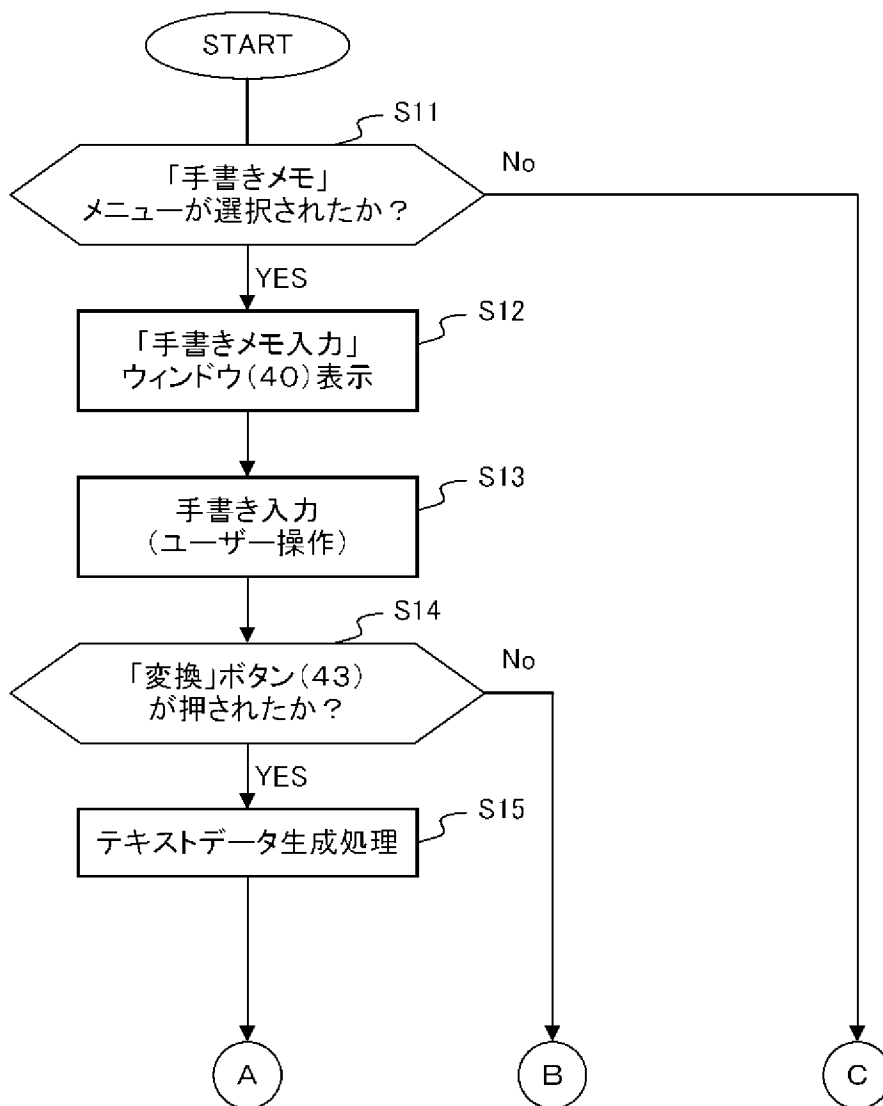 START
S11
「手書きメモ」
メニューが選択されたか？
No
YES
S12
「手書きメモ入力」
ウィンドウ（４０）表示
S13
手書き入力
（ユーザー操作）
S14
「変換」ボタン（４３）
が押されたか？
No
YES
S15
テキストデータ生成処理
A
B
C